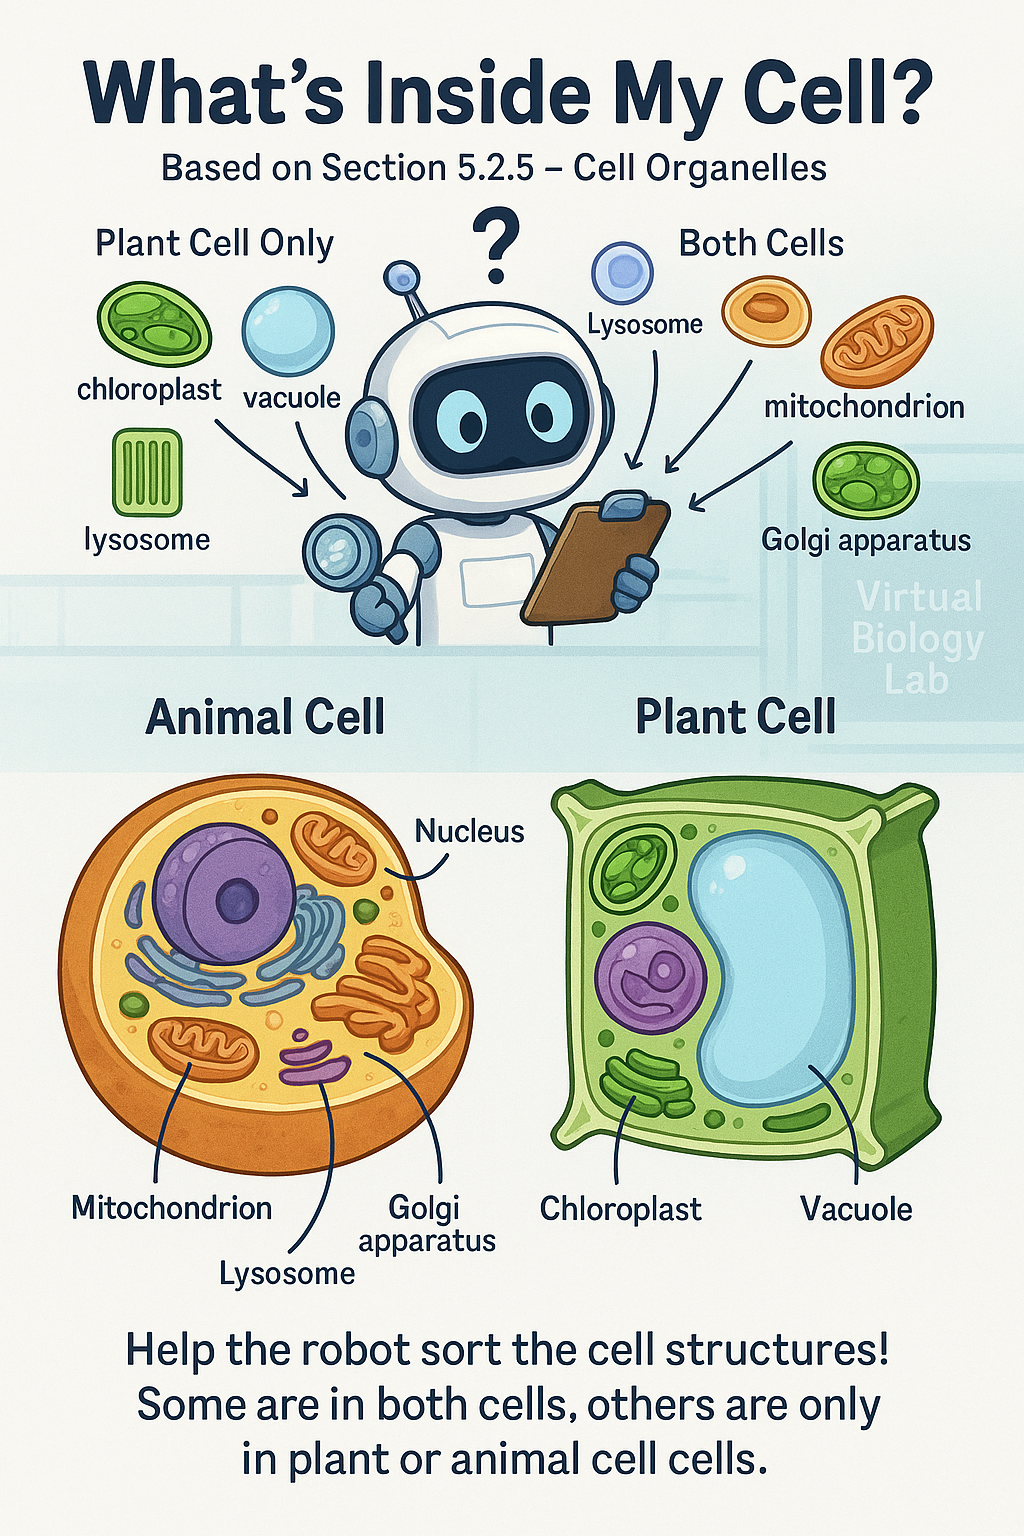 What's Inside My Cell?
Based on Section 5.2.5 – Cell Organelles
?
Plant Cell Only
Both Cells
Lysosome
chloroplast
vacuole
mitochondrion
lysosome
Golgi apparatus
Virtual
Biology
Lab
Animal Cell
Plant Cell
Nucleus
Mitochondrion
Golgi
apparatus
Lysosome
Chloroplast
Vacuole
Help the robot sort the cell structures!
Some are in both cells, others are only
in plant or animal cell cells.